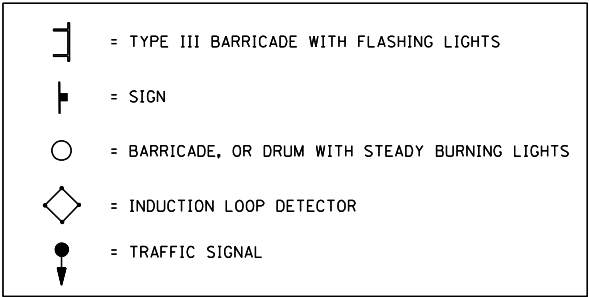 = TYPE III BARRICADE WITH FLASHING LIGHTS
= SIGN
= BARRICADE, OR DRUM WITH STEADY BURNING LIGHTS
= INDUCTION LOOP DETECTOR
= TRAFFIC SIGNAL